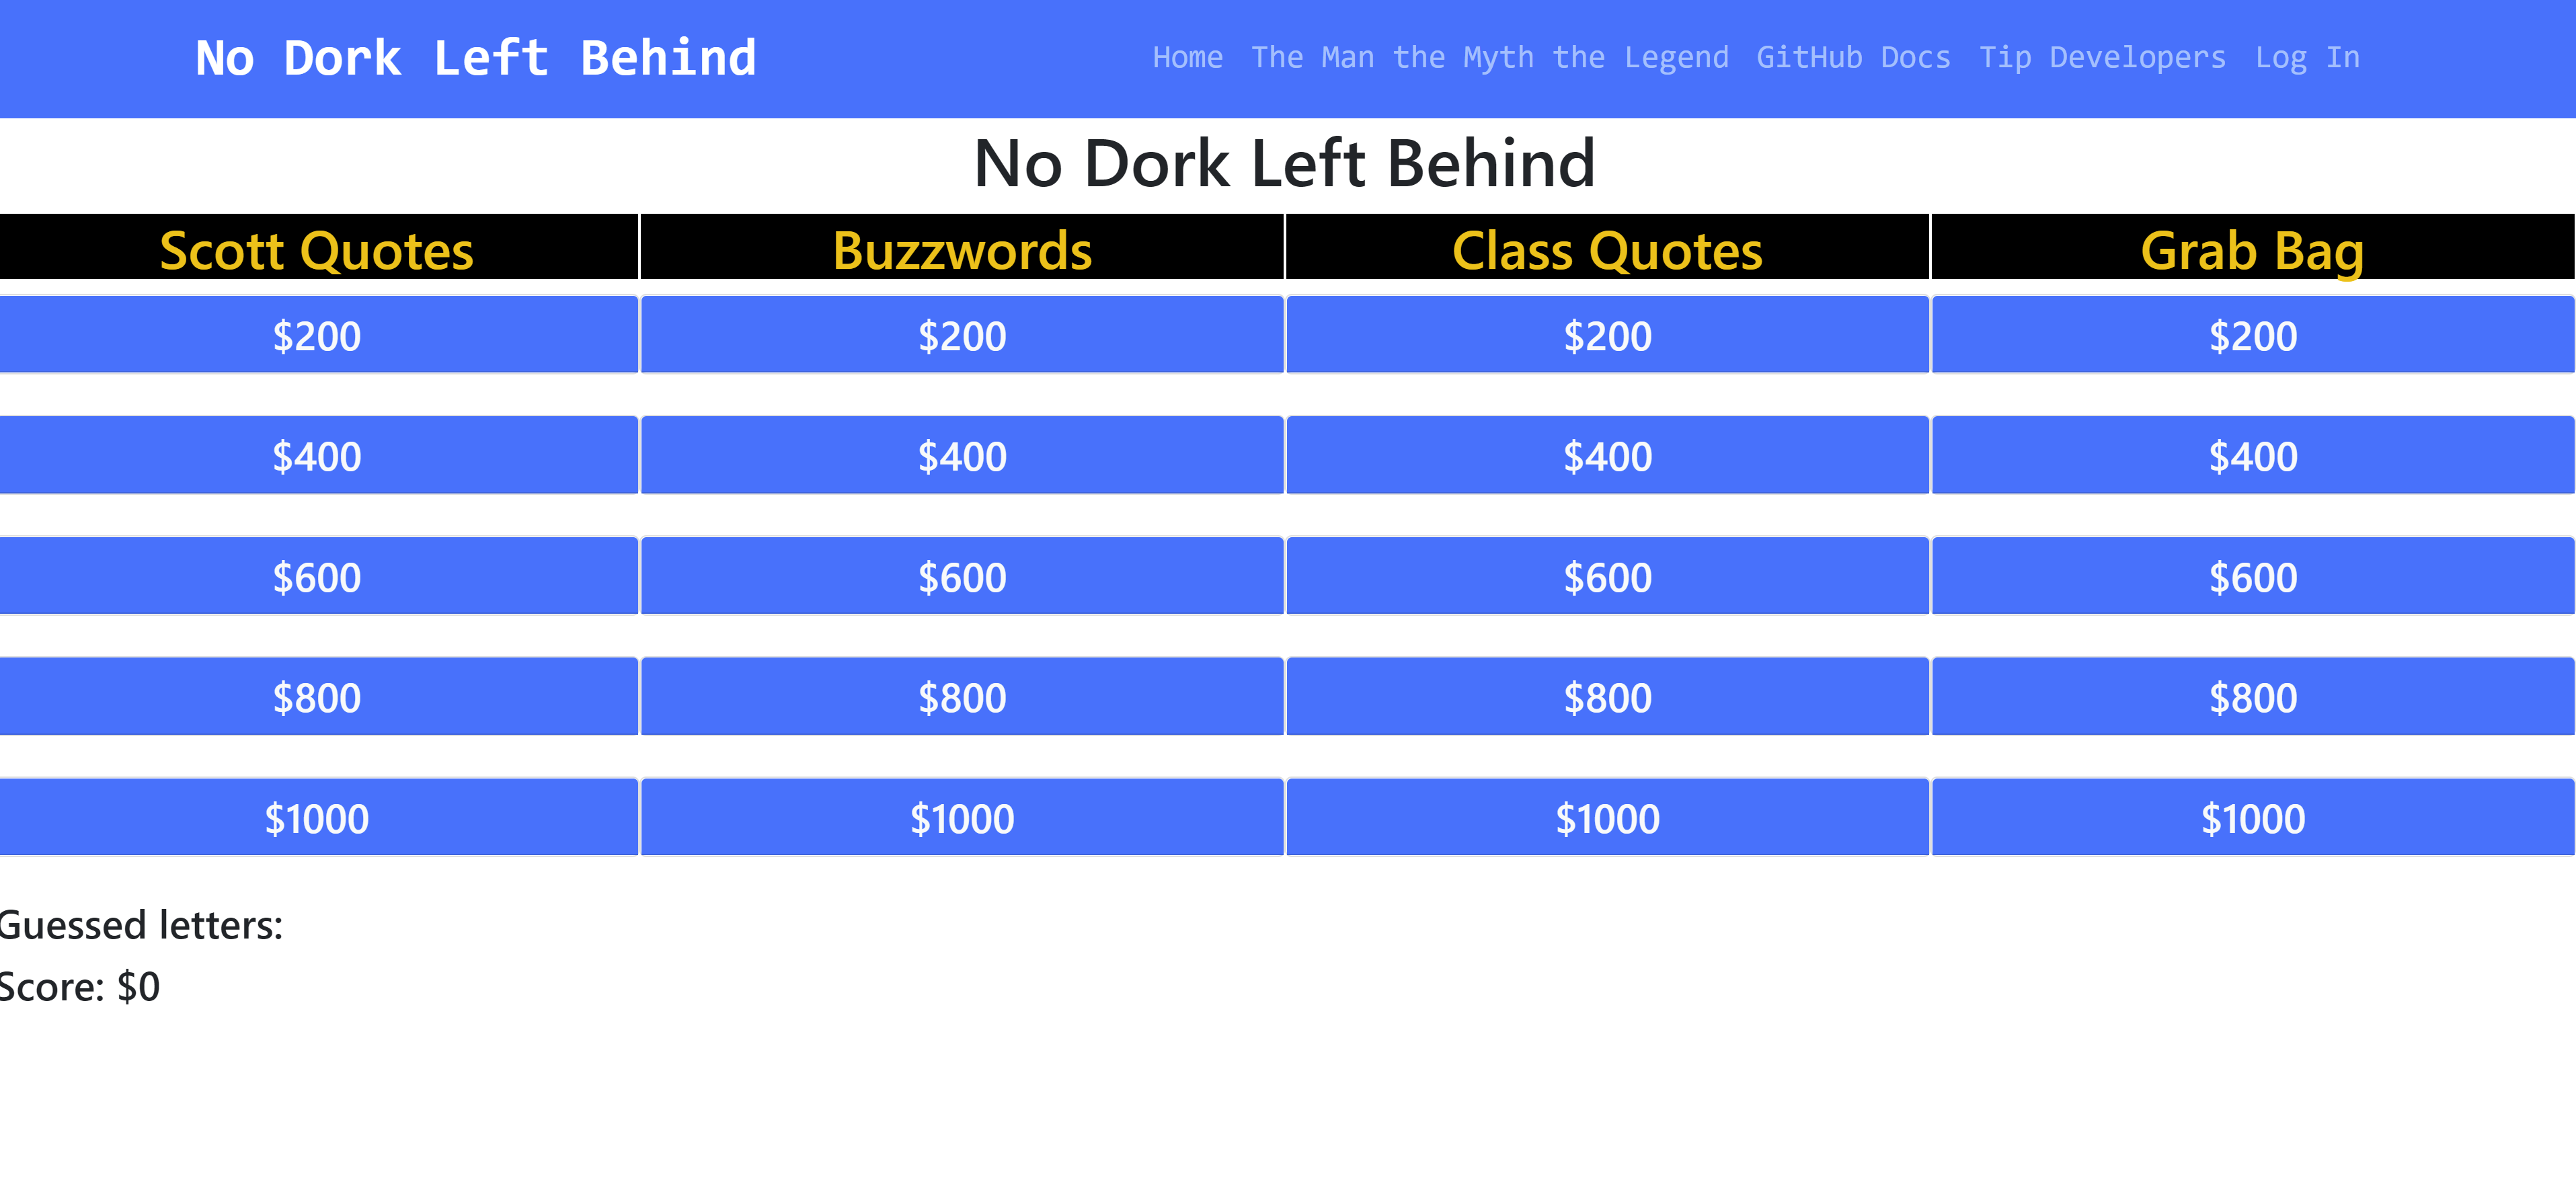 No Dork Left Behind Home The Man the Myth the Legend GitHub Docs Tip Developers Log In
No Dork Left Behind
Scott Quotes Buzzwords Class Quotes Grab Bag
$200 $200 $200 $200
$400 $400 $400 $400
$600 $600 $600 $600
$800 $800 $800 $800
$1000 $1000 $1000 $1000
Guessed letters:
Score: $0